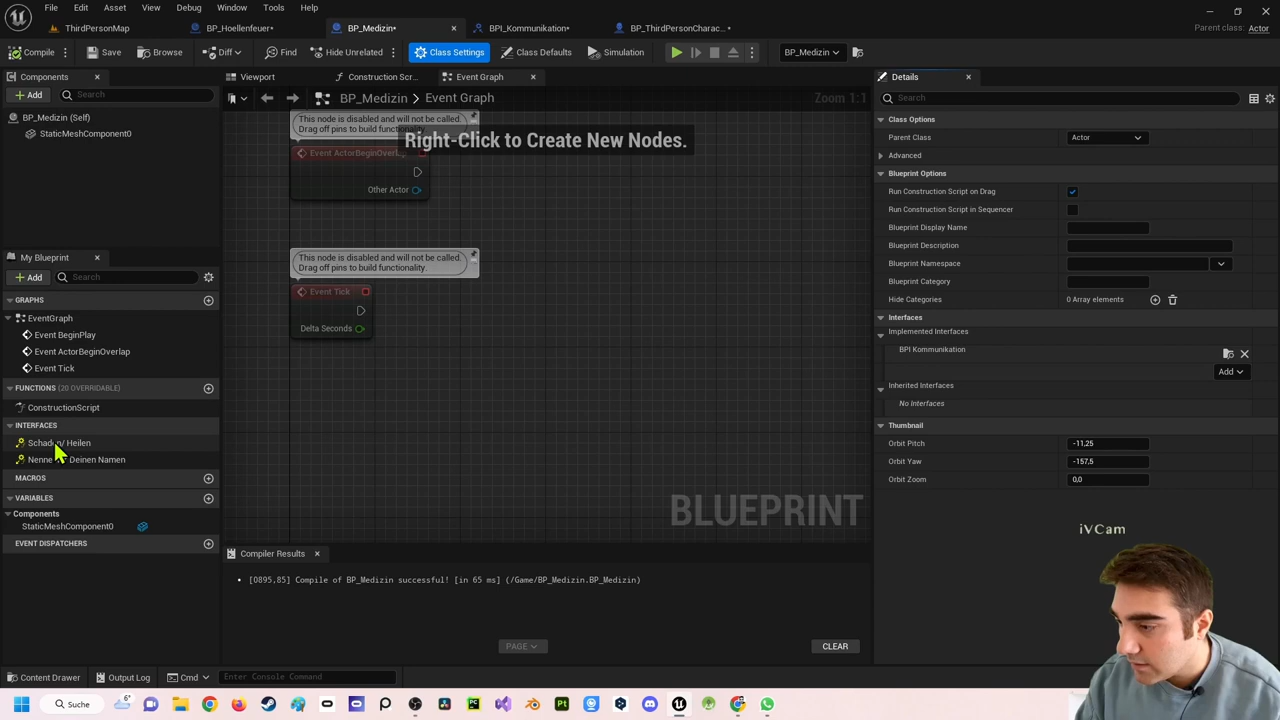 File Edit Asset View Debug Window Tools Help
ThirdPersonMap BP_Hoellenfeuer* BP_Medizin* BPI_Kommunikation* BP_ThirdPersonCharac...*
Parent class: Actor
Compile Save Browse Diff Find Hide Unrelated Class Settings Class Defaults Simulation BP_Medizin
Components
Add Search
BP_Medizin (Self)
StaticMeshComponent0
My Blueprint
Add Search
GRAPHS
EventGraph
Event BeginPlay
Event ActorBeginOverlap
Event Tick
FUNCTIONS (20 OVERRIDABLE)
ConstructionScript
INTERFACES
Heilen
Nenne Deinen Namen
MACROS
VARIABLES
Components
StaticMeshComponent0
EVENT DISPATCHERS
Viewport Construction Scr... Event Graph
BP_Medizin > Event Graph Zoom 1:1
This node is disabled and will not be called.
Drag off pins to build functionality.
Right-Click to Create New Nodes.
Event ActorBeginOverlap
Other Actor
This node is disabled and will not be called.
Drag off pins to build functionality.
Event Tick
Delta Seconds
BLUEPRINT
Compiler Results
[0895,85] Compile of BP_Medizin successful! [in 65 ms] (/Game/BP_Medizin.BP_Medizin)
PAGE CLEAR
Details
Search
Class Options
Parent Class Actor
Advanced
Blueprint Options
Run Construction Script on Drag
Run Construction Script in Sequencer
Blueprint Display Name
Blueprint Description
Blueprint Namespace
Blueprint Category
Hide Categories 0 Array elements
Interfaces
Implemented Interfaces
BPI Kommunikation
Add
Inherited Interfaces
No Interfaces
Thumbnail
Orbit Pitch -11,25
Orbit Yaw -157,5
Orbit Zoom 0,0
iVCam
Content Drawer Output Log Cmd Enter Console Command
Suche 6°